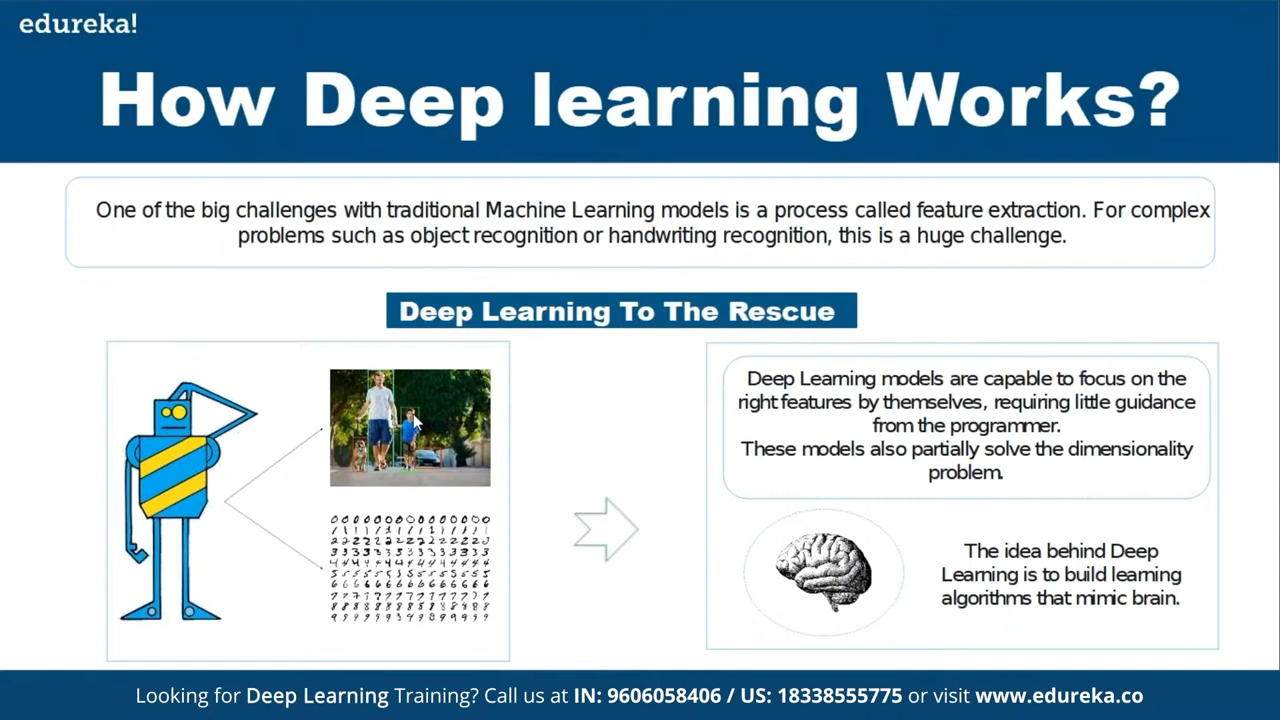 edureka!
How Deep learning Works?
One of the big challenges with traditional Machine Learning models is a process called feature extraction. For complex
problems such as object recognition or handwriting recognition, this is a huge challenge.
Deep Learning To The Rescue
Deep Learning models are capable to focus on the
right features by themselves, requiring little guidance
from the programmer.
These models also partially solve the dimensionality
problem.
The idea behind Deep
Learning is to build learning
algorithms that mimic brain.
Looking for Deep Learning Training? Call us at IN: 9606058406 / US: 18338555775 or visit www.edureka.co